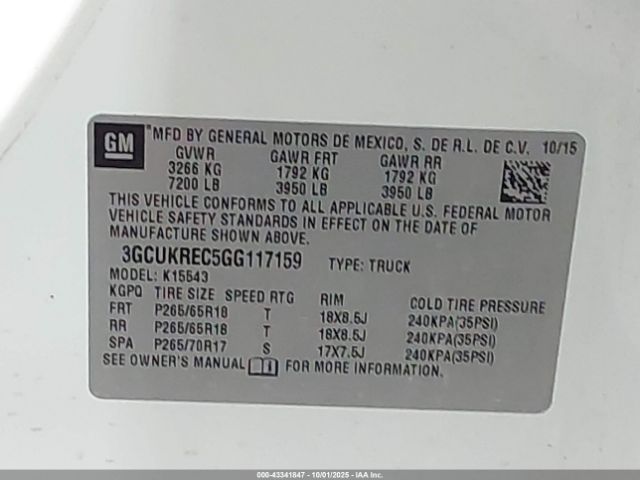 GM
MFD BY GENERAL MOTORS DE MEXICO, S. DE R.L. DE C.V. 10/15
GVWR GAWR FRT GAWR RR
3266 KG 1792 KG 1792 KG
7200 LB 3950 LB 3950 LB
THIS VEHICLE CONFORMS TO ALL APPLICABLE U.S. FEDERAL MOTOR
VEHICLE SAFETY STANDARDS IN EFFECT ON THE DATE OF
MANUFACTURE SHOWN ABOVE.
3GCUKREC5GG117159 TYPE: TRUCK
MODEL: K15543
KGPQ TIRE SIZE SPEED RTG RIM COLD TIRE PRESSURE
FRT P265/65R18 T 18X8.5J 240KPA(35PSI)
RR P265/65R18 T 18X8.5J 240KPA(35PSI)
SPA P265/70R17 S 17X7.5J 240KPA(35PSI)
SEE OWNER'S MANUAL FOR MORE INFORMATION.
000-43341847 - 10/01/2025 - IAA Inc.